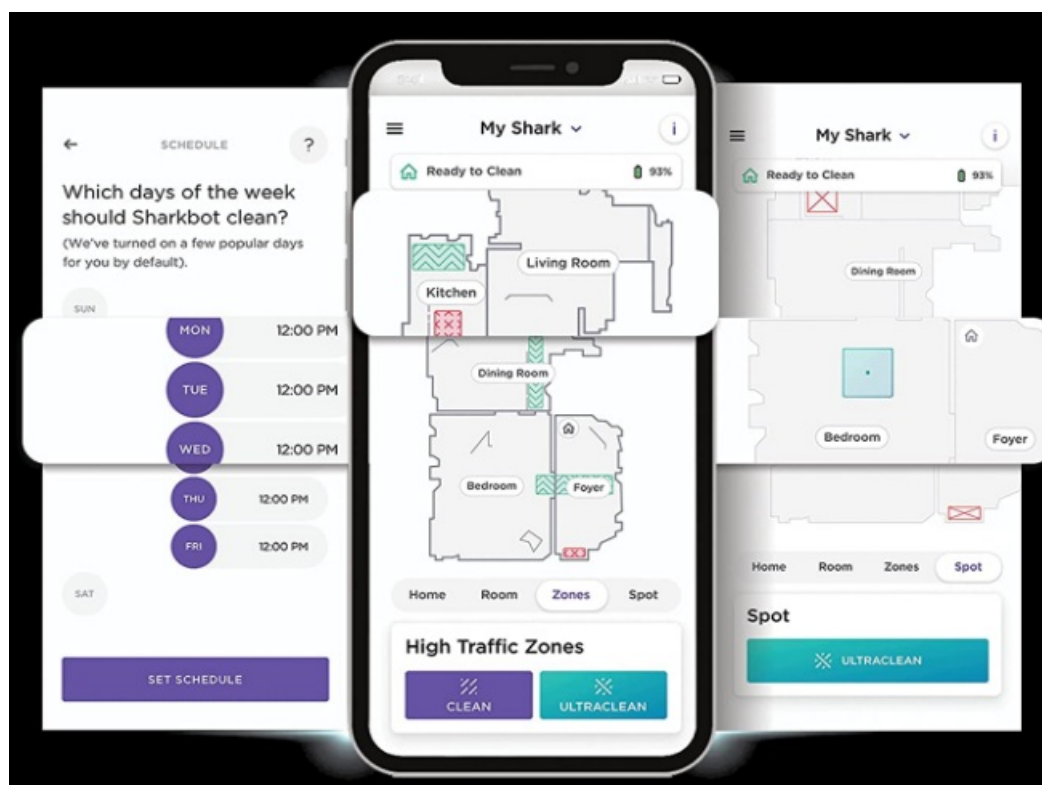 SCHEDULE
?
Which days of the week
should Sharkbot clean?
(We've turned on a few popular days
for you by default).
SUN
MON 12:00 PM
TUE 12:00 PM
WED 12:00 PM
THU 12:00 PM
FRI 12:00 PM
SAT
SET SCHEDULE
My Shark
i
Ready to Clean 93%
Living Room
Kitchen
Dining Room
Bedroom
Foyer
Home Room Zones Spot
High Traffic Zones
CLEAN
ULTRACLEAN
My Shark
i
Ready to Clean 93%
Dining Room
Bedroom
Foyer
Home Room Zones Spot
Spot
ULTRACLEAN